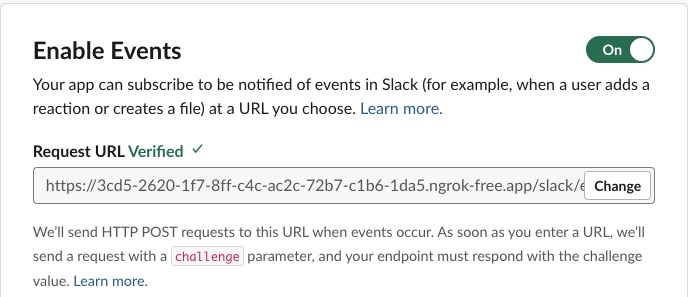 Enable Events
On
Your app can subscribe to be notified of events in Slack (for example, when a user adds a
reaction or creates a file) at a URL you choose. Learn more.
Request URL Verified
https://3cd5-2620-1f7-8ff-c4c-ac2c-72b7-c1b6-1da5.ngrok-free.app/slack/
Change
We’ll send HTTP POST requests to this URL when events occur. As soon as you enter a URL, we’ll
send a request with a challenge parameter, and your endpoint must respond with the challenge
value. Learn more.